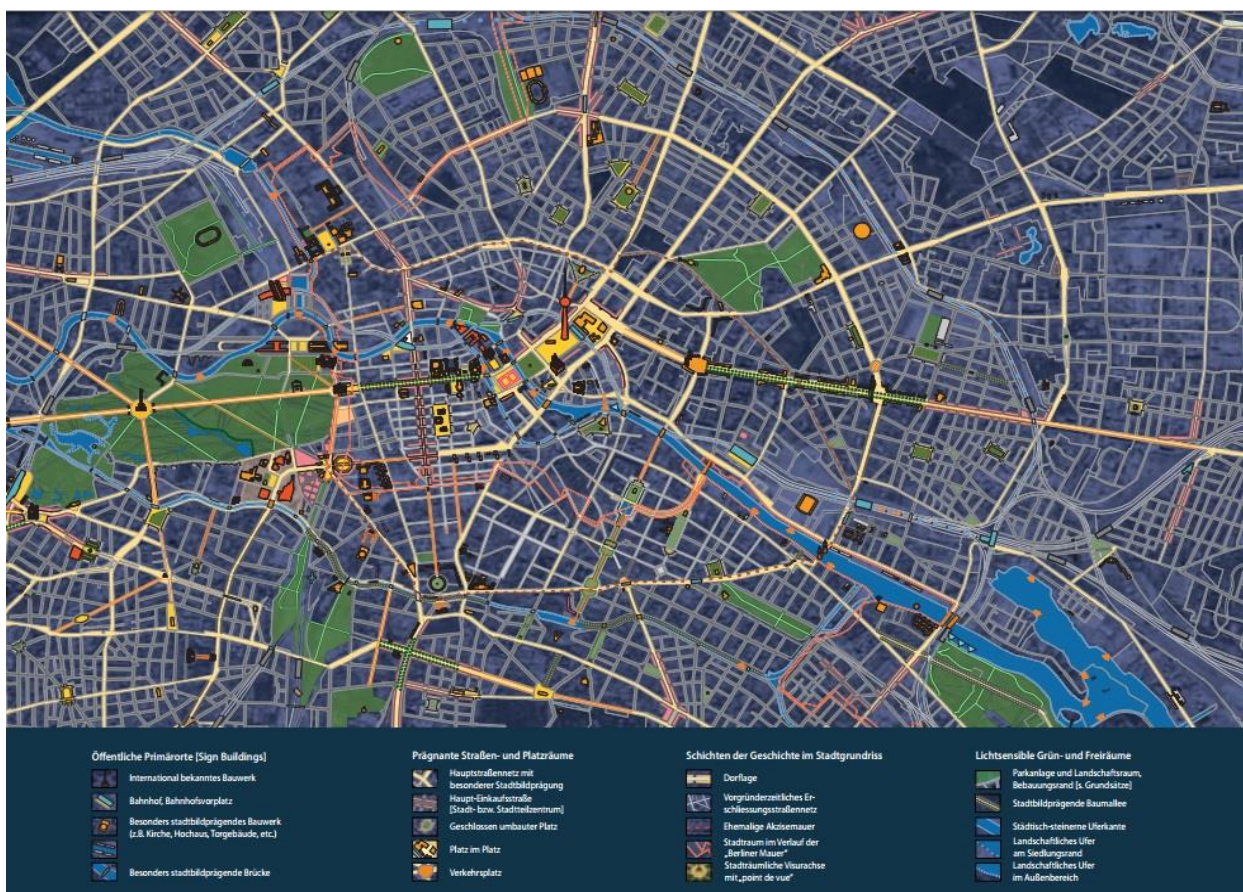 Öffentliche Primärorte [Sign Buildings]
International bekanntes Bauwerk
Bahnhof, Bahnhofsvorplatz
Besonders stadtbildprägendes Bauwerk
(z.B. Kirche, Hochaus, Torgebäude, etc.)
Besonders stadtbildprägende Brücke
Prägnante Straßen- und Platzräume
Hauptstraßennetz mit
besonderer Stadtbildprägung
Haupt-Einkaufsstraße
[Stadt- bzw. Stadtteilzentrum]
Geschlossen umbauter Platz
Platz im Platz
Verkehrsplatz
Schichten der Geschichte im Stadtgrundriss
Dorflage
Vorgründerzeitliches Er-
schliessungsstraßennetz
Ehemalige Akzisemauer
Stadtraum im Verlauf der
„Berliner Mauer“
Stadträumliche Visurachse
mit „point de vue“
Lichtsensible Grün- und Freiräume
Parkanlage und Landschaftsraum,
Bebauungsrand [s. Grundsätze]
Stadtbildprägende Baumallee
Städtisch-steinerne Uferkante
Landschaftliches Ufer
am Siedlungsrand
Landschaftliches Ufer
im Außenbereich